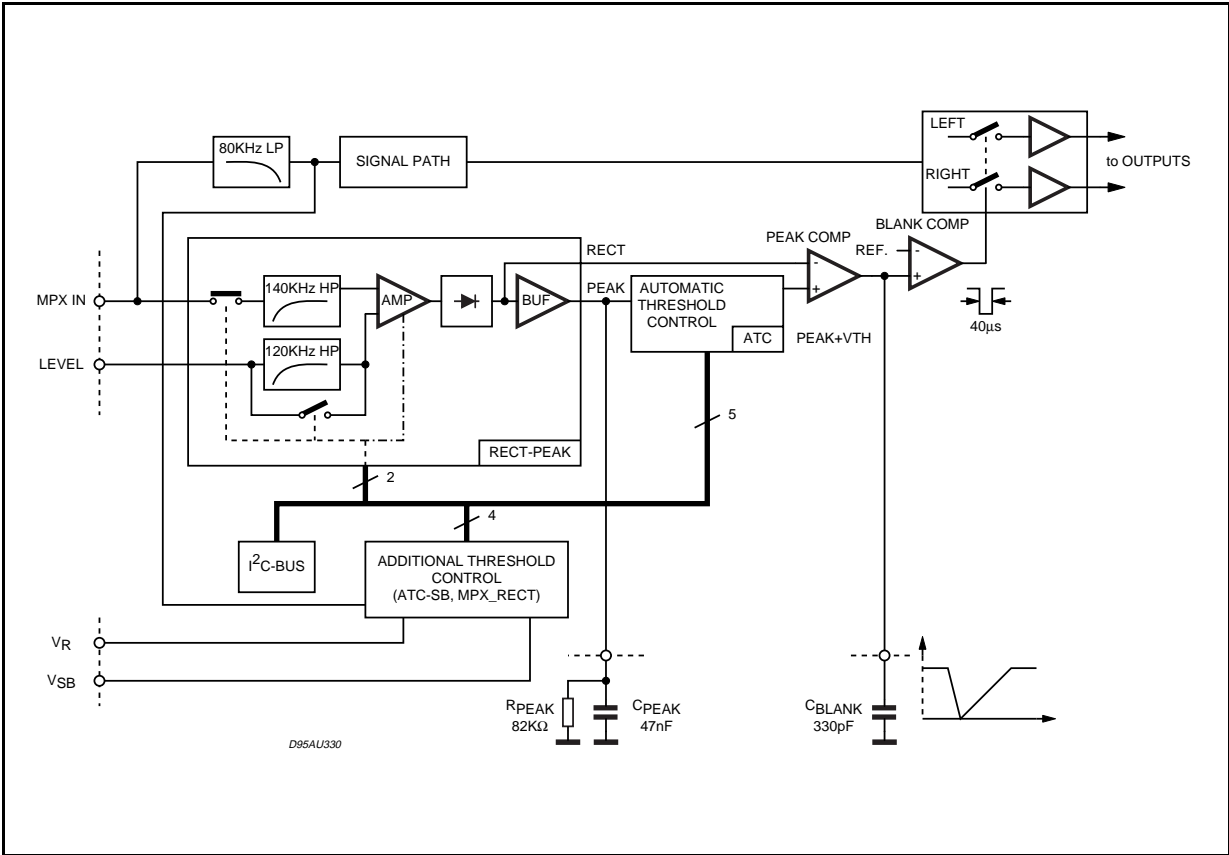 80KHz LP
SIGNAL PATH
LEFT
RIGHT
to OUTPUTS
BLANK COMP
PEAK COMP
REF.
-
+
40µs
RECT
-
+
MPX IN
140KHz HP
AMP
BUF
PEAK
AUTOMATIC
THRESHOLD
CONTROL
ATC
PEAK+VTH
LEVEL
120KHz HP
RECT-PEAK
5
2
4
I2C-BUS
ADDITIONAL THRESHOLD
CONTROL
(ATC-SB, MPX_RECT)
VR
VSB
RPEAK
82KΩ
CPEAK
47nF
CBLANK
330pF
D95AU330